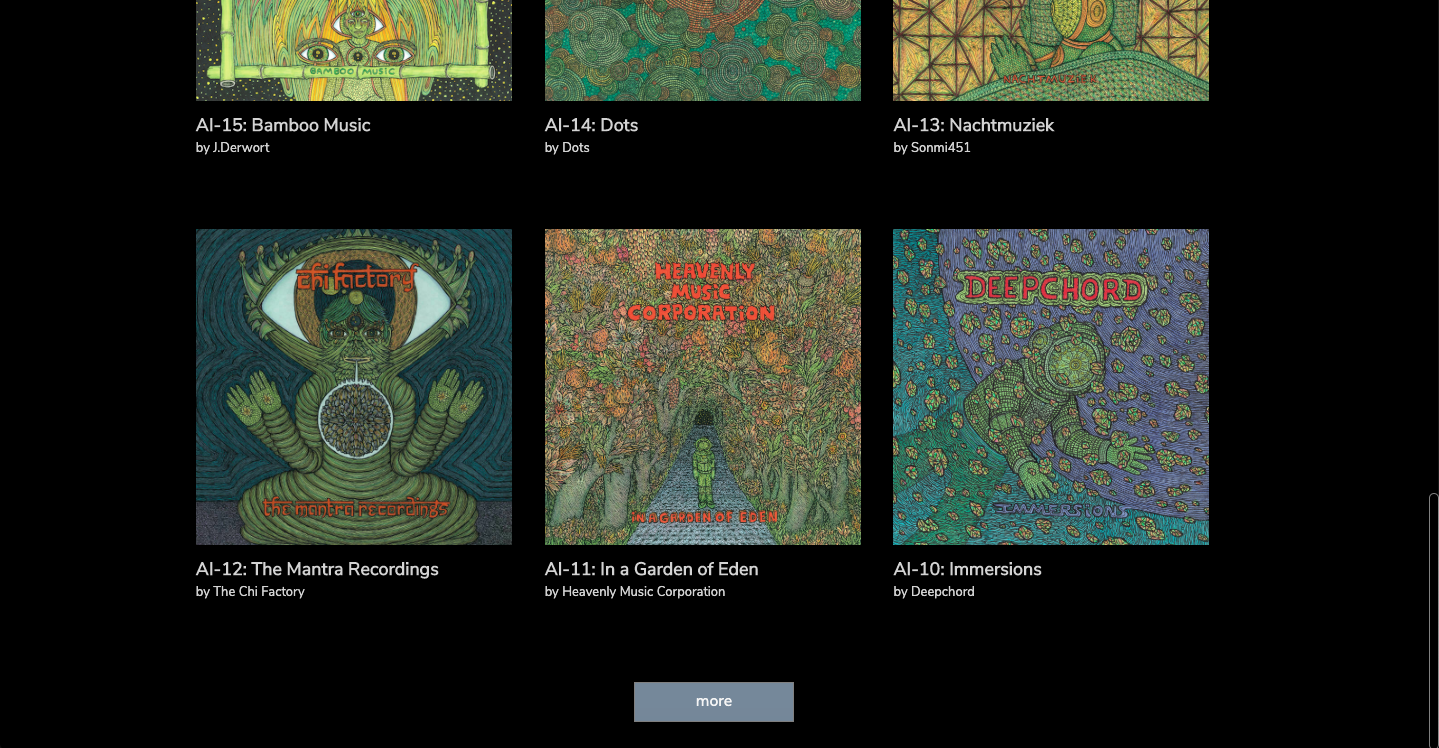 BAMBOO MUSIC
NACHTMUZIEK
AI-15: Bamboo Music
by J.Derwort
AI-14: Dots
by Dots
AI-13: Nachtmuziek
by Sonmi451
chi factory
the mantra recordings
HEAVENLY
MUSIC
CORPORATION
IN A GARDEN OF EDEN
DEEPCHORD
IMMERSIONS
AI-12: The Mantra Recordings
by The Chi Factory
AI-11: In a Garden of Eden
by Heavenly Music Corporation
AI-10: Immersions
by Deepchord
more